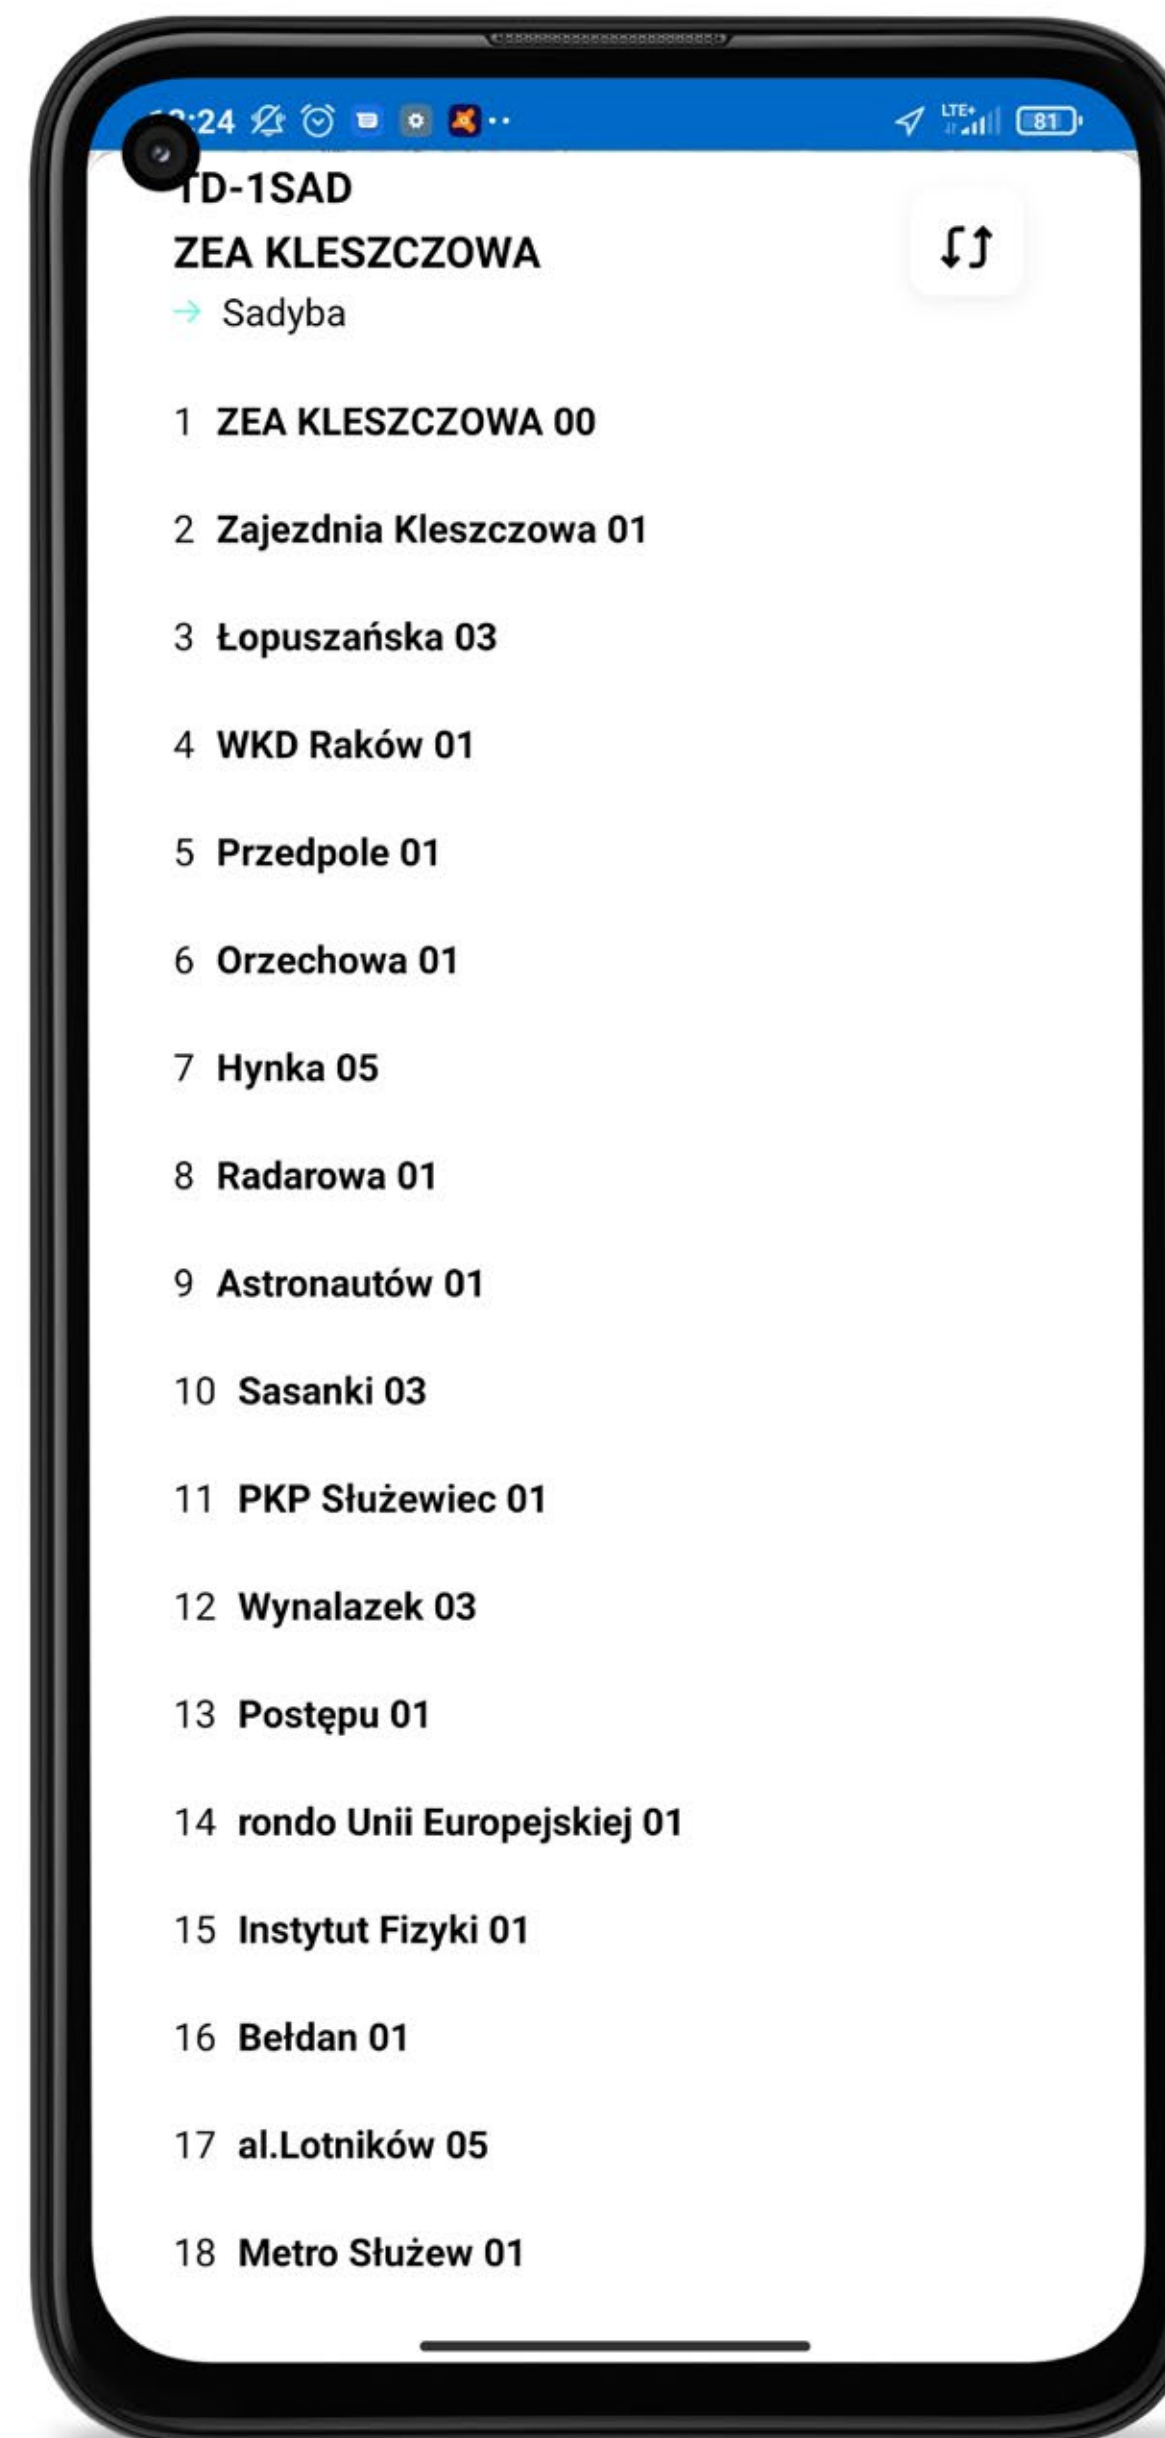 :24
LTE+
81
TD-1SAD
ZEA KLESZCZOWA
→ Sadyba
1 ZEA KLESZCZOWA 00
2 Zajezdnia Kleszczowa 01
3 Łopuszańska 03
4 WKD Raków 01
5 Przedpole 01
6 Orzechowa 01
7 Hynka 05
8 Radarowa 01
9 Astronautów 01
10 Sasanki 03
11 PKP Służewiec 01
12 Wynalazek 03
13 Postępu 01
14 rondo Unii Europejskiej 01
15 Instytut Fizyki 01
16 Bełdan 01
17 al.Lotników 05
18 Metro Służew 01